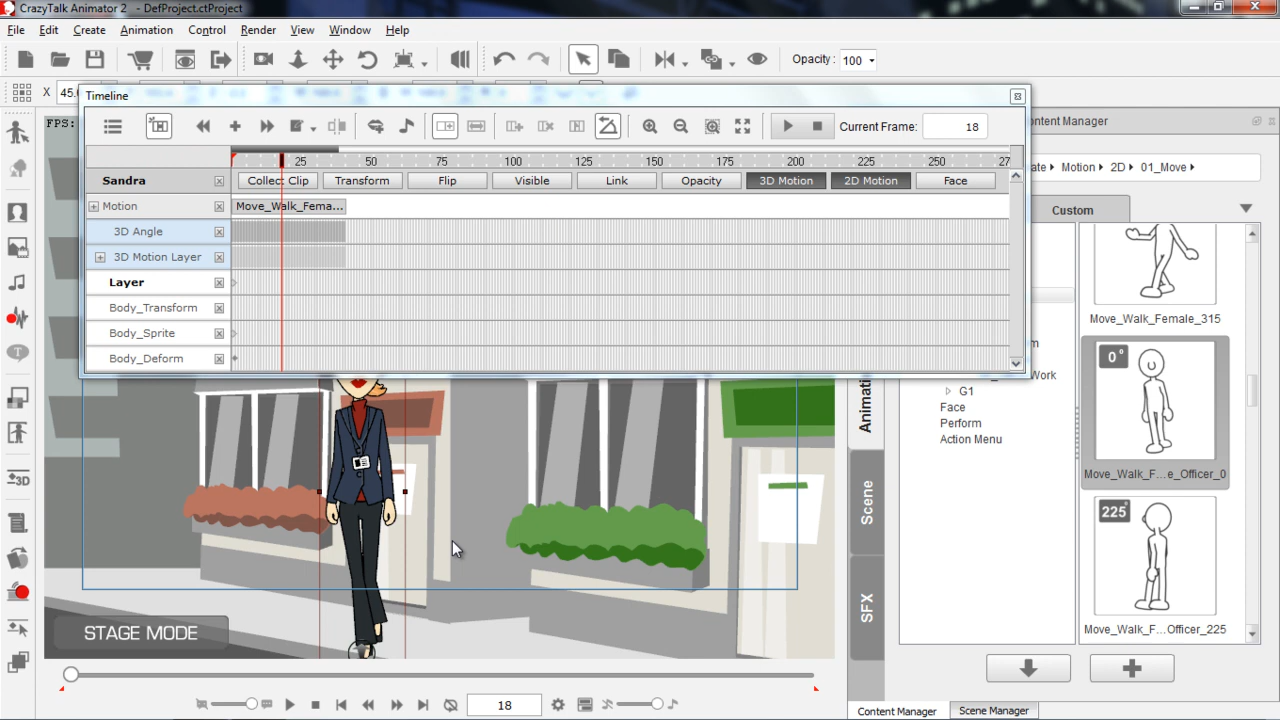 CrazyTalk Animator 2 - DefProject.ctProject
File Edit Create Animation Control Render View Window Help
Opacity : 100
X 45.
Timeline
FPS:
Current Frame: 18
Content Manager
25 50 75 100 125 150 175 200 225 250 27
Motion 2D 01_Move
Sandra Collect Clip Transform Flip Visible Link Opacity 3D Motion 2D Motion Face
Motion Move_Walk_Fema...
Custom
3D Angle
3D Motion Layer
Layer
Body_Transform
Body_Sprite
Body_Deform
Move_Walk_Female_315
0°
Work
G1
Face
Perform
Action Menu
Animati
Move_Walk_F...e_Officer_0
Scene
225°
SFX
STAGE MODE
Move_Walk_F...Officer_225
18
Content Manager Scene Manager